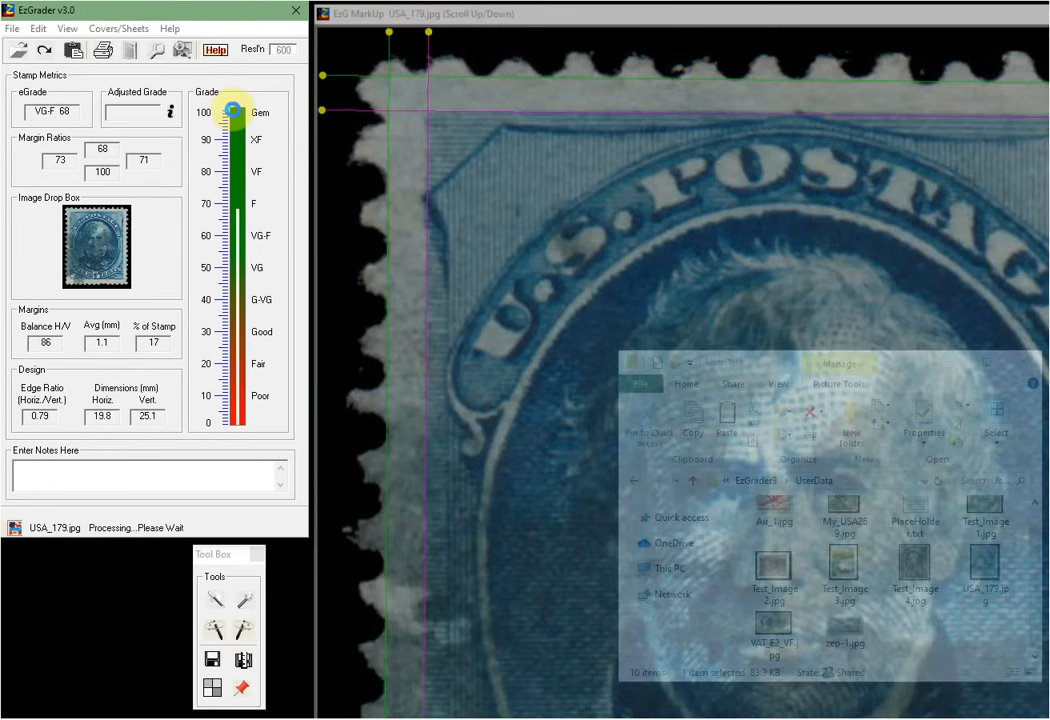 EzGrader v3.0
File Edit View Covers/Sheets Help
Help Resl'n 600
Stamp Metrics
eGrade
VG-F 68
Adjusted Grade
i
Margin Ratios
68
73 71
100
Image Drop Box
Margins
Balance H/V Avg (mm) % of Stamp
86 1.1 17
Design
Edge Ratio (Horiz./Vert.)
Dimensions (mm)
Horiz. Vert.
0.79 19.8 25.1
Grade
100 Gem
90 XF
80 VF
70 F
60 VG-F
50 VG
40 G-VG
30 Good
20 Fair
10 Poor
0
Enter Notes Here
USA_179.jpg Processing...Please Wait
Tool Box
Tools
EzG MarkUp USA_179.jpg (Scroll Up/Down)
U.S. POSTAG
Manage
File Home Share View Picture Tools
Pin to Quick access
Copy
Paste
New folder
Properties
Select
Clipboard Organize New Open
« EzGrader3 UserData
Quick access
OneDrive
This PC
Network
Air_1.jpg
My_USA269.jpg
PlaceHolder.txt
Test_Image1.jpg
Test_Image2.jpg
Test_Image3.jpg
Test_Image4.jpg
USA_179.jpg
VAT_E2_VF.jpg
zep-1.jpg
10 items 1 item selected 83.3 KB State: Shared